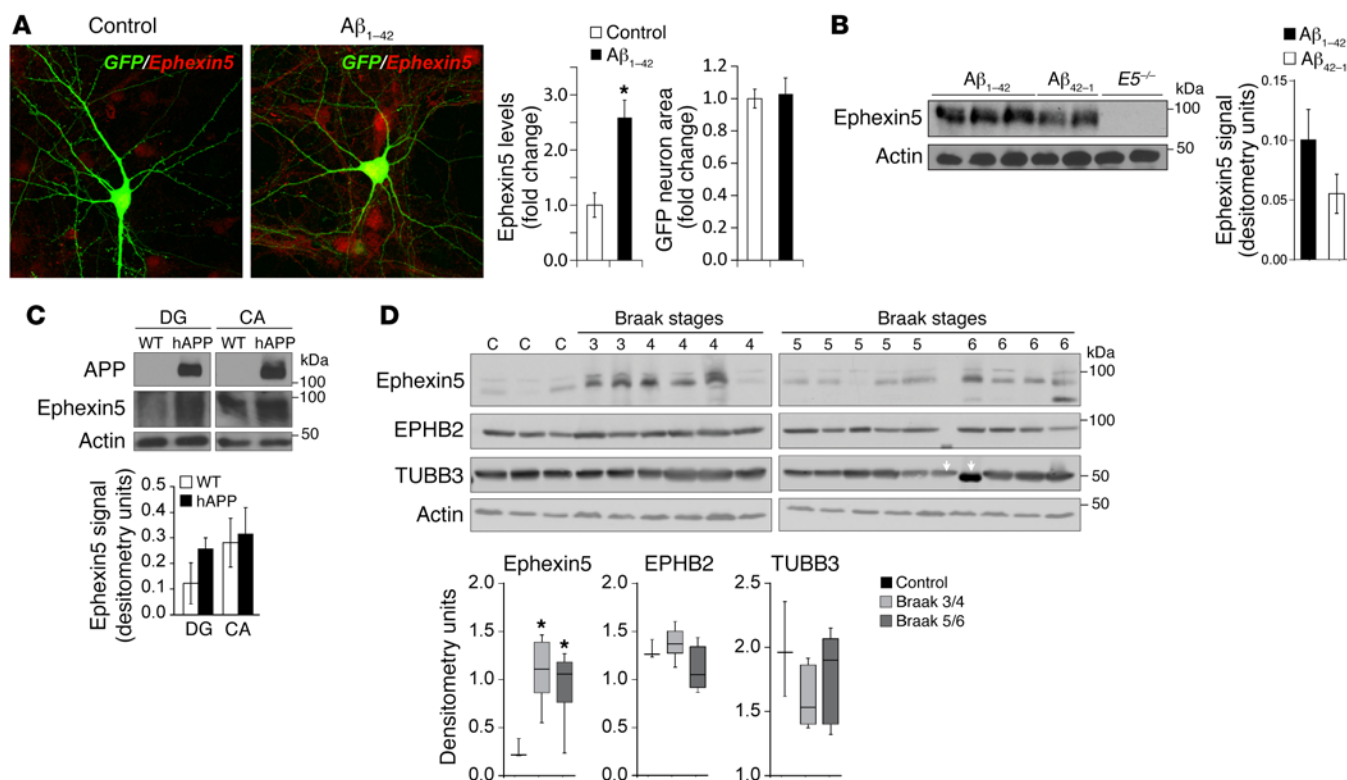 A
Control
Aβ1–42
GFP/Ephexin5
GFP/Ephexin5
Control
Aβ1–42
Ephexin5 levels
(fold change)
3.0
2.0
1.0
0.0
*
GFP neuron area
(fold change)
1.2
1.0
0.8
0.6
0.4
0.2
0.0
B
Aβ1–42 Aβ42–1 E5–/–
kDa
Ephexin5
100
Actin
50
Aβ1–42
Aβ42–1
Ephexin5 signal
(desitometry units)
0.15
0.10
0.05
0.00
C
DG CA
WT hAPP WT hAPP
kDa
APP
100
Ephexin5
100
Actin
50
WT
hAPP
Ephexin5 signal
(desitometry units)
0.5
0.4
0.3
0.2
0.1
0.0
DG CA
D
Braak stages Braak stages
C C C 3 3 4 4 4 4 5 5 5 5 5 6 6 6 6
kDa
Ephexin5
100
EPHB2
100
TUBB3
50
Actin
50
Densitometry units
Ephexin5
2.0
1.5
1.0
0.5
0.0
* *
EPHB2
2.0
1.5
1.0
0.5
0.0
TUBB3
2.5
2.0
1.5
1.0
Control
Braak 3/4
Braak 5/6